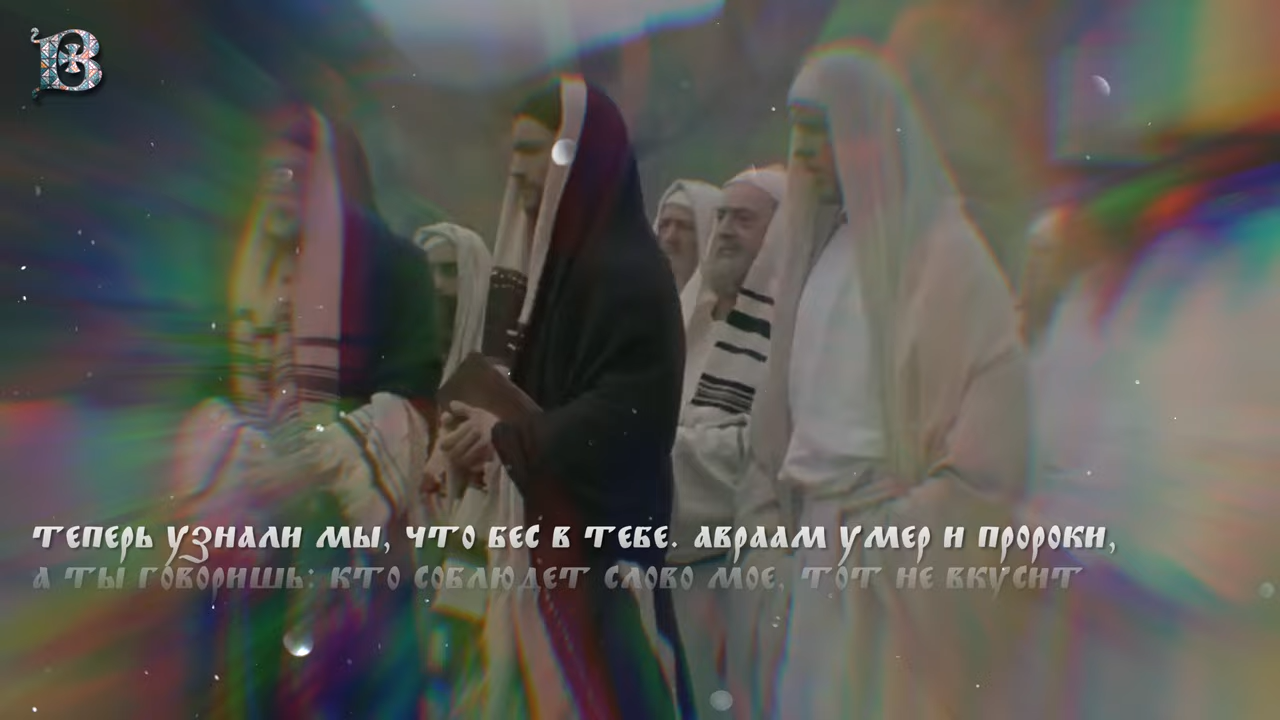 В
теперь узнали мы, что бес в тебе. авраам умер и пророки,
а ты говоришь: кто соблюдет слово мое, тот не вкусит